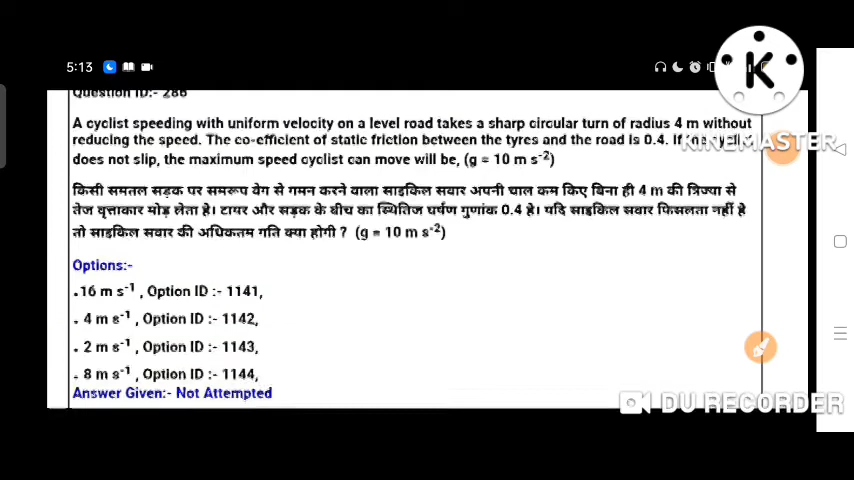 5:13
K
KINEMASTER
Question ID:- 286
A cyclist speeding with uniform velocity on a level road takes a sharp circular turn of radius 4 m without
reducing the speed. The co-efficient of static friction between the tyres and the road is 0.4. If
does not slip, the maximum speed cyclist can move will be, (g = 10 m s⁻²)
किसी समतल सड़क पर समरूप वेग से गमन करने वाला साइकिल सवार अपनी चाल कम किए बिना ही 4 m की त्रिज्या से
तेज वृत्ताकार मोड़ लेता है। टायर और सड़क के बीच का स्थितिज घर्षण गुणांक 0.4 है। यदि साइकिल सवार फिसलता नहीं है
तो साइकिल सवार की अधिकतम गति क्या होगी ? (g = 10 m s⁻²)
Options:-
. 16 m s⁻¹ , Option ID :- 1141,
. 4 m s⁻¹ , Option ID :- 1142,
. 2 m s⁻¹ , Option ID :- 1143,
. 8 m s⁻¹ , Option ID :- 1144,
Answer Given:- Not Attempted
DU RECORDER